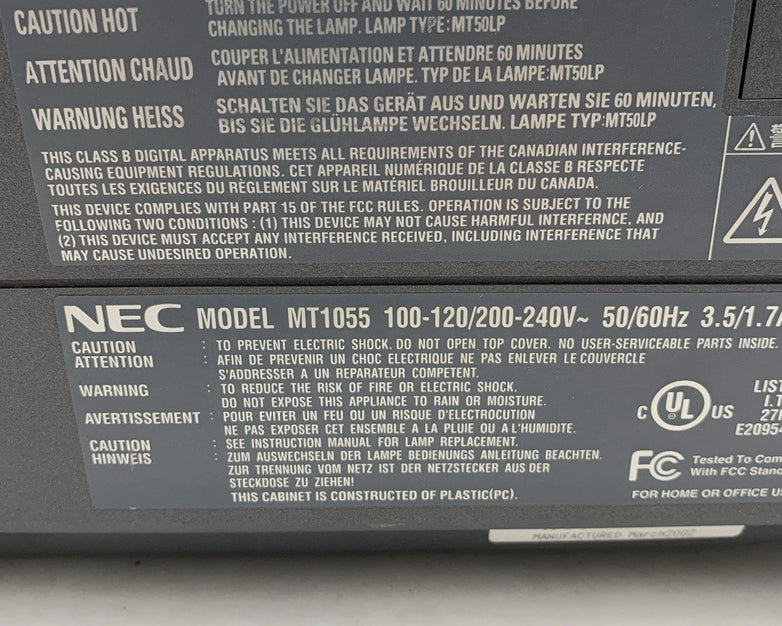 TURN THE POWER OFF AND WAIT 60 MINUTES BEFORE
CAUTION HOT CHANGING THE LAMP. LAMP TYPE:MT50LP
ATTENTION CHAUD COUPER L'ALIMENTATION ET ATTENDRE 60 MINUTES
AVANT DE CHANGER LAMPE. TYP DE LA LAMPE:MT50LP
WARNUNG HEISS SCHALTEN SIE DAS GERÄT AUS UND WARTEN SIE 60 MINUTEN,
BIS SIE DIE GLÜHLAMPE WECHSELN. LAMPE TYP:MT50LP
THIS CLASS B DIGITAL APPARATUS MEETS ALL REQUIREMENTS OF THE CANADIAN INTERFERENCE-
CAUSING EQUIPMENT REGULATIONS. CET APPAREIL NUMÉRIQUE DE LA CLASSE B RESPECTE
TOUTES LES EXIGENCES DU RÈGLEMENT SUR LE MATÉRIEL BROUILLEUR DU CANADA.
THIS DEVICE COMPLIES WITH PART 15 OF THE FCC RULES. OPERATION IS SUBJECT TO THE
FOLLOWING TWO CONDITIONS : (1) THIS DEVICE MAY NOT CAUSE HARMFUL INTERFERNCE, AND
(2) THIS DEVICE MUST ACCEPT ANY INTERFERENCE RECEIVED, INCLUDING INTERFERENCE THAT
MAY CAUSE UNDESIRED OPERATION.
NEC MODEL MT1055 100-120/200-240V~ 50/60Hz 3.5/1.7A
CAUTION : TO PREVENT ELECTRIC SHOCK. DO NOT OPEN TOP COVER. NO USER-SERVICEABLE PARTS INSIDE.
ATTENTION : AFIN DE PREVENIR UN CHOC ELECTRIQUE NE PAS ENLEVER LE COUVERCLE
S'ADDRESSER A UN REPARATEUR COMPETENT.
WARNING : TO REDUCE THE RISK OF FIRE OR ELECTRIC SHOCK.
DO NOT EXPOSE THIS APPLIANCE TO RAIN OR MOISTURE.
AVERTISSEMENT : POUR EVITER UN FEU OU UN RISQUE D'ELECTROCUTION
NE PAS EXPOSER CET ENSEMBLE A LA PLUIE OU A L'HUMIDITE.
CAUTION : SEE INSTRUCTION MANUAL FOR LAMP REPLACEMENT.
HINWEIS : ZUM AUSWECHSELN DER LAMPE BEDIENUNGS ANLEITUNG BEACHTEN.
ZUR TRENNUNG VOM NETZ IST DER NETZSTECKER AUS DER
STECKDOSE ZU ZIEHEN!
THIS CABINET IS CONSTRUCTED OF PLASTIC(PC).
C UL US
LIST
I.T
27
E20954
FC Tested To Com
With FCC Stand
FOR HOME OR OFFICE US
MANUFACTURED March2002